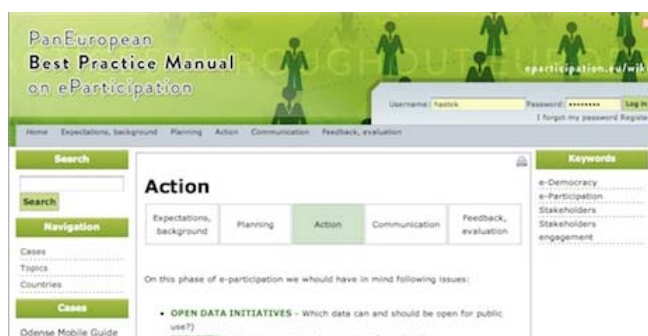 PanEuropean
Best Practice Manual
on eParticipation
eparticipation.eu/wiki
Username: hastok Password: •••••••• Log in
I forgot my password Registe
Home Expectations, background Planning Action Communication Feedback, evaluation
Search
Search
Navigation
Cases
Topics
Countries
Cases
Odense Mobile Guide
Action
Expectations, background
Planning
Action
Communication
Feedback, evaluation
On this phase of e-participation we whould have in mind following issues:
• OPEN DATA INITIATIVES - Which data can and should be open for public
use?)
Keywords
e-Democracy
e-Participation
Stakeholders
Stakeholders
engagement